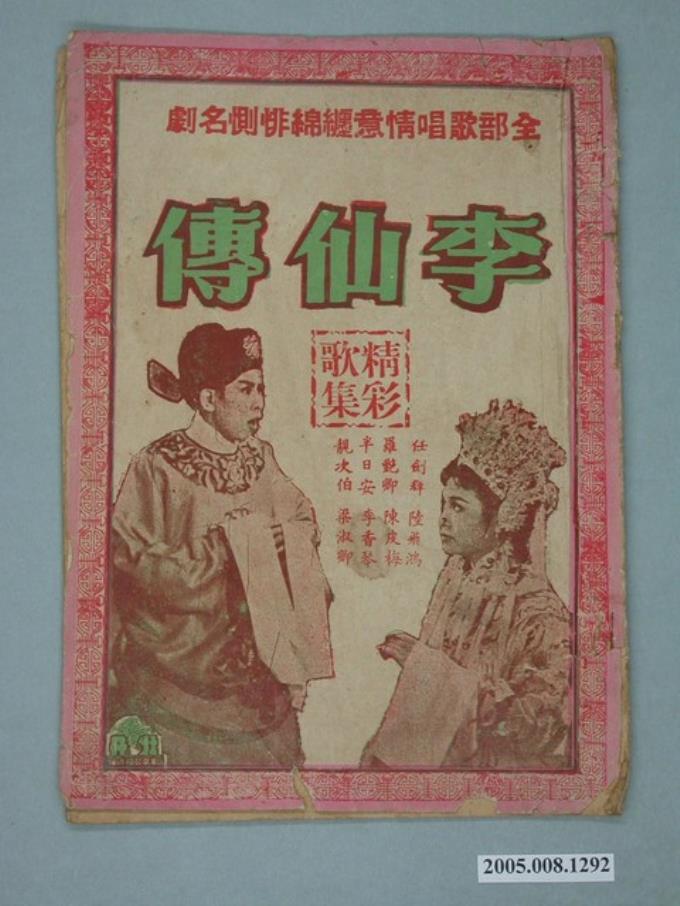 全部歌唱情意纏綿悱惻名劇
李仙傳
精彩
歌集
任劍輝 陸飛鴻
羅艷卿 陳皮梅
半日安 李香琴
靚次伯 梁淑卿
2005.008.1292